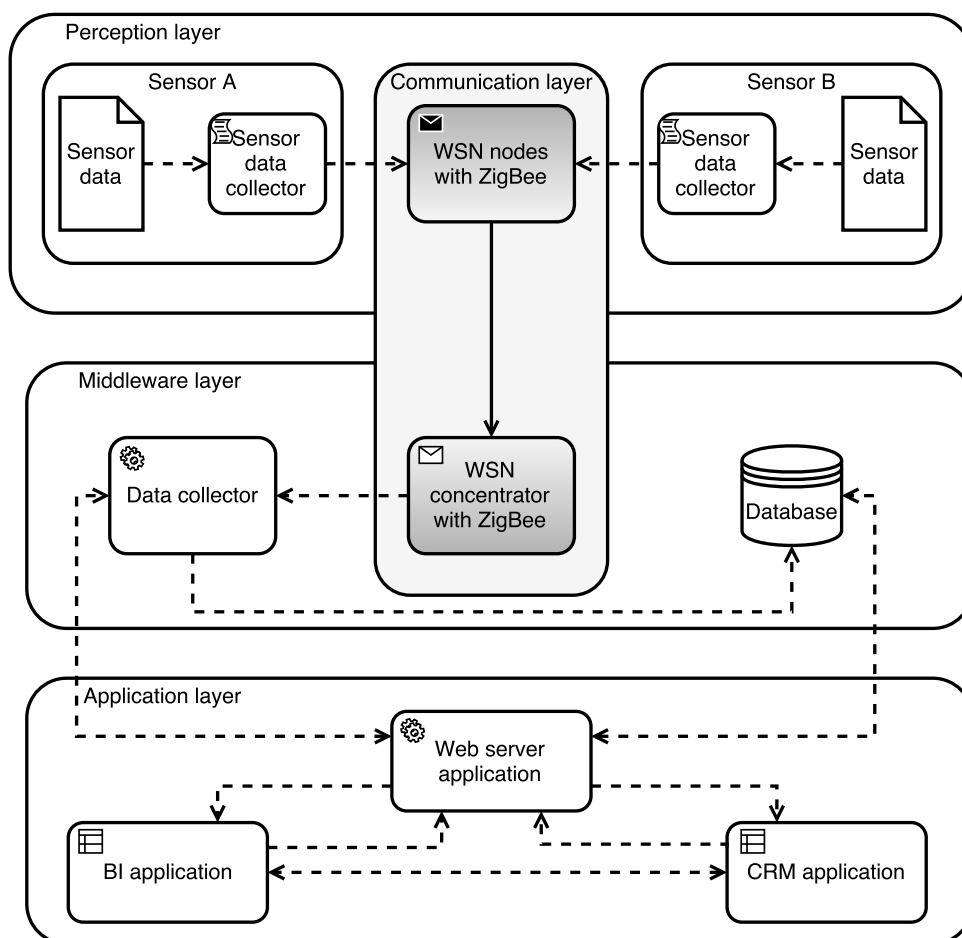 Perception layer
Sensor A
Communication layer
Sensor B
Sensor
data
Sensor
data
collector
WSN nodes
with ZigBee
Sensor
data
collector
Sensor
data
Middleware layer
Data collector
WSN
concentrator
with ZigBee
Database
Application layer
Web server
application
BI application
CRM application